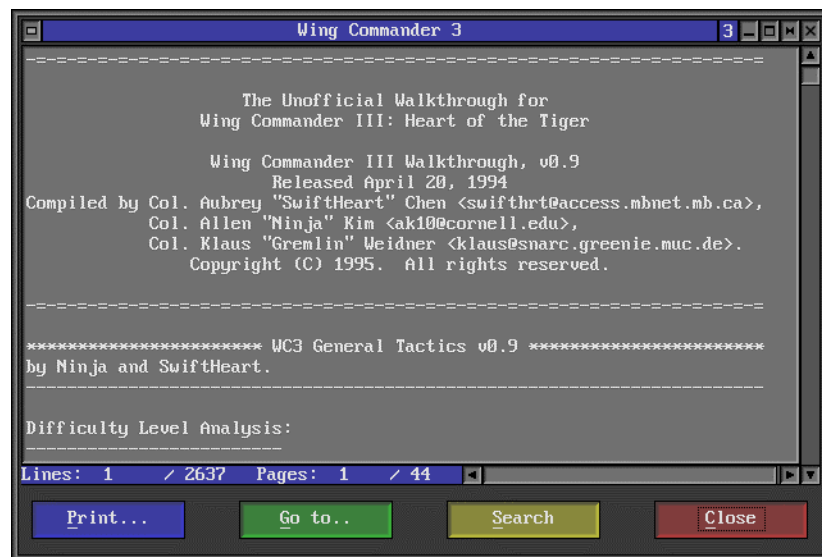 Wing Commander 3 3
-=-=-=-=-=-=-=-=-=-=-=-=-=-=-=-=-=-=-=-=-=-=-=-=-=-=-=-=-=-=-=-=-=-=-=-=
The Unofficial Walkthrough for
Wing Commander III: Heart of the Tiger
Wing Commander III Walkthrough, v0.9
Released April 20, 1994
Compiled by Col. Aubrey "SwiftHeart" Chen <swifthrt@access.mbnet.mb.ca>,
Col. Allen "Ninja" Kim <ak10@cornell.edu>,
Col. Klaus "Gremlin" Weidner <klaus@snarc.greenie.muc.de>.
Copyright (C) 1995. All rights reserved.
-=-=-=-=-=-=-=-=-=-=-=-=-=-=-=-=-=-=-=-=-=-=-=-=-=-=-=-=-=-=-=-=-=-=-=-=
*********************** WC3 General Tactics v0.9 ***********************
by Ninja and SwiftHeart.
------------------------------------------------------------------------
Difficulty Level Analysis:
-------------------------
Lines: 1 / 2637 Pages: 1 / 44
Print... Go to.. Search Close